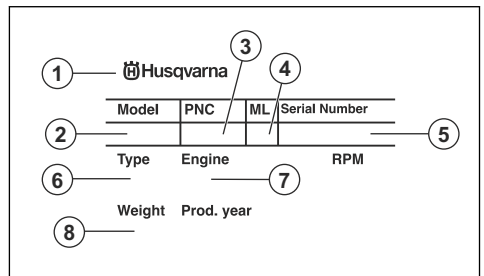 3
4
1 Husqvarna
Model PNC ML Serial Number
2 5
Type Engine RPM
6 7
Weight Prod. year
8